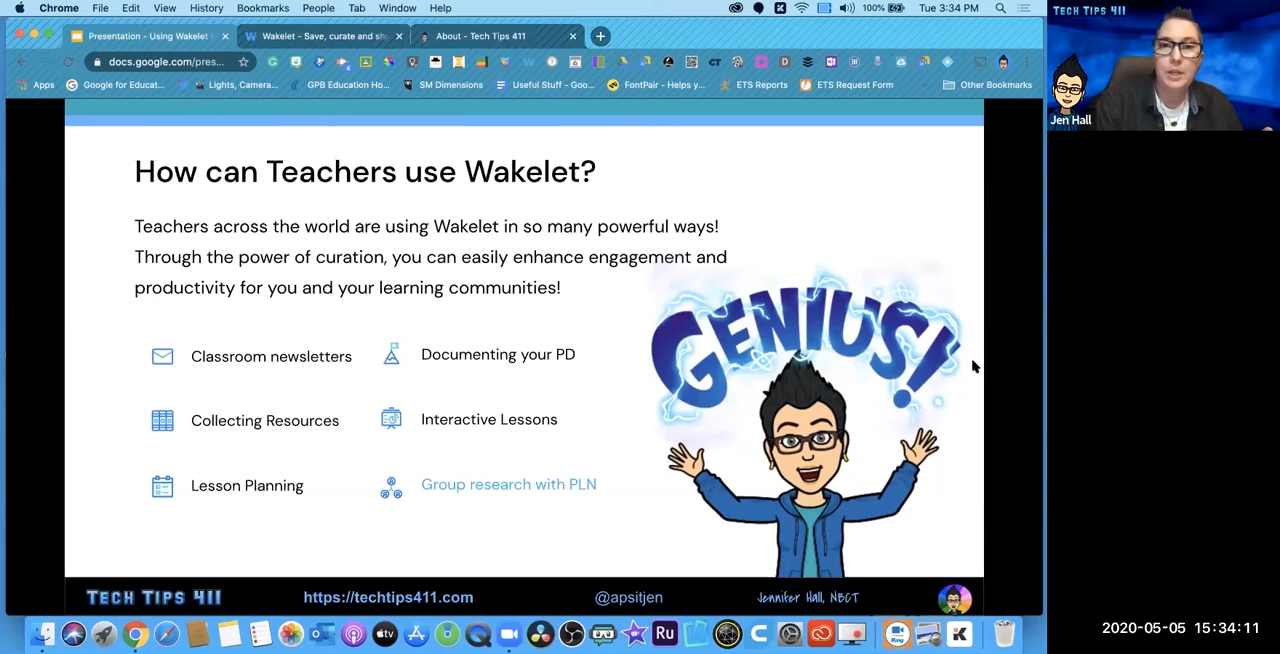 Chrome File Edit View History Bookmarks People Tab Window Help 100% Tue 3:34 PM
TECH TIPS 411
Presentation - Using Wakelet
Wakelet - Save, curate and sh
About - Tech Tips 411
docs.google.com/pres...
Apps
Google for Educat...
Lights, Camera...
GPB Education Ho...
SM Dimensions
Useful Stuff - Goo...
FontPair - Helps y...
ETS Reports
ETS Request Form
Other Bookmarks
Jen Hall
How can Teachers use Wakelet?
Teachers across the world are using Wakelet in so many powerful ways!
Through the power of curation, you can easily enhance engagement and
productivity for you and your learning communities!
GENIUS!
Classroom newsletters
Documenting your PD
Collecting Resources
Interactive Lessons
Lesson Planning
Group research with PLN
TECH TIPS 411
https://techtips411.com
@apsitjen
Jennifer Hall, NBCT
tv
Ru
Ring
K
2020-05-05 15:34:11